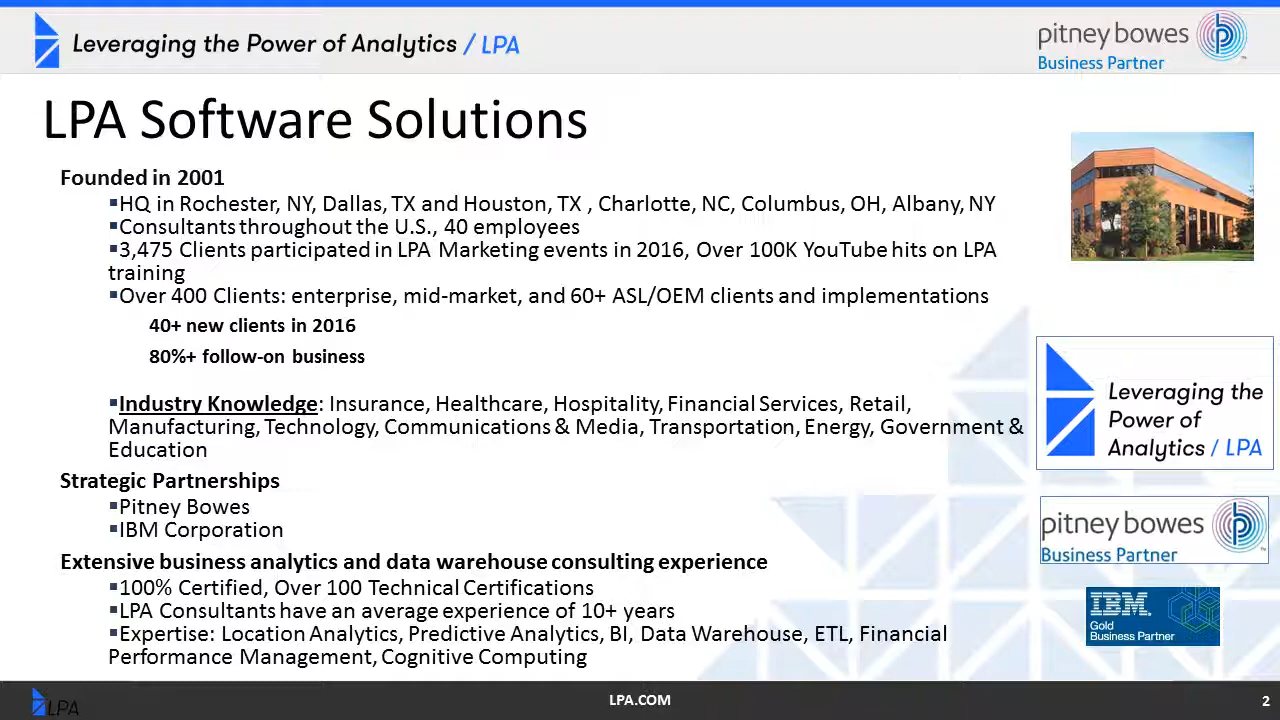 Leveraging the Power of Analytics / LPA
pitney bowes
Business Partner
LPA Software Solutions
Founded in 2001
▪HQ in Rochester, NY, Dallas, TX and Houston, TX , Charlotte, NC, Columbus, OH, Albany, NY
▪Consultants throughout the U.S., 40 employees
▪3,475 Clients participated in LPA Marketing events in 2016, Over 100K YouTube hits on LPA
training
▪Over 400 Clients: enterprise, mid-market, and 60+ ASL/OEM clients and implementations
40+ new clients in 2016
80%+ follow-on business
▪Industry Knowledge: Insurance, Healthcare, Hospitality, Financial Services, Retail,
Manufacturing, Technology, Communications & Media, Transportation, Energy, Government &
Education
Strategic Partnerships
▪Pitney Bowes
▪IBM Corporation
Extensive business analytics and data warehouse consulting experience
▪100% Certified, Over 100 Technical Certifications
▪LPA Consultants have an average experience of 10+ years
▪Expertise: Location Analytics, Predictive Analytics, BI, Data Warehouse, ETL, Financial
Performance Management, Cognitive Computing
Leveraging the
Power of
Analytics / LPA
pitney bowes
Business Partner
IBM.
Gold
Business Partner
LPA
LPA.COM
2